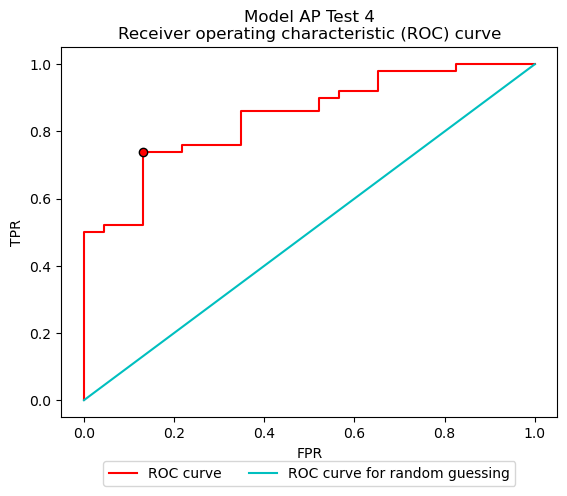 Model AP Test 4
Receiver operating characteristic (ROC) curve
1.0
0.8
0.6
0.4
0.2
0.0
TPR
0.0 0.2 0.4 0.6 0.8 1.0
FPR
ROC curve ROC curve for random guessing